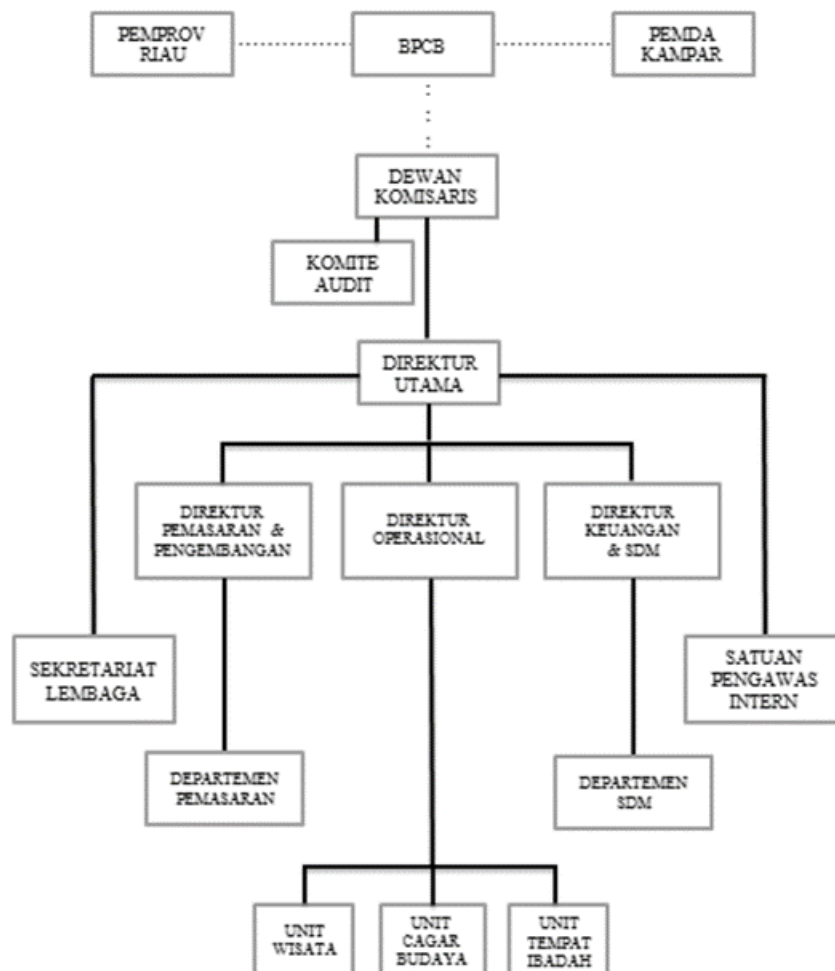 PEMPROV
RIAU
BPCB
PEMDA
KAMPAR
DEWAN
KOMISARIS
KOMITE
AUDIT
DIREKTUR
UTAMA
DIREKTUR
PEMASARAN &
PENGEMBANGAN
DIREKTUR
OPERASIONAL
DIREKTUR
KEUANGAN
& SDM
SEKRETARIAT
LEMBAGA
SATUAN
PENGAWAS
INTERN
DEPARTEMEN
PEMASARAN
DEPARTEMEN
SDM
UNIT
WISATA
UNIT
CAGAR
BUDAYA
UNIT
TEMPAT
IBADAH